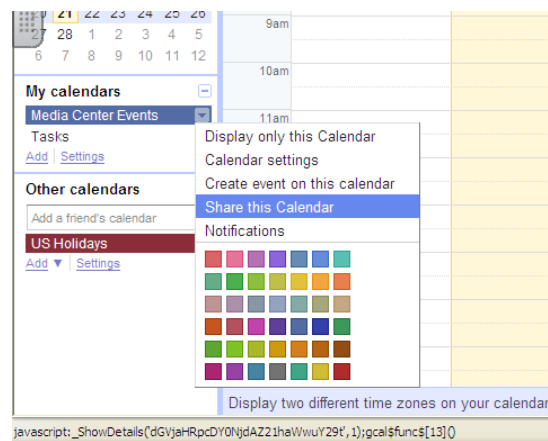 20 21 22 23 24 25 26
27 28 1 2 3 4 5
6 7 8 9 10 11 12
9am
10am
My calendars
Media Center Events
11am
Tasks
Add Settings
Display only this Calendar
Calendar settings
Create event on this calendar
Share this Calendar
Notifications
Other calendars
Add a friend's calendar
US Holidays
Add ▼ Settings
Display two different time zones on your calendar
javascript:_ShowDetails('dGVjaHRpcDY0NjdAZ21haWwuY29t',1);gcal$func$[13]()